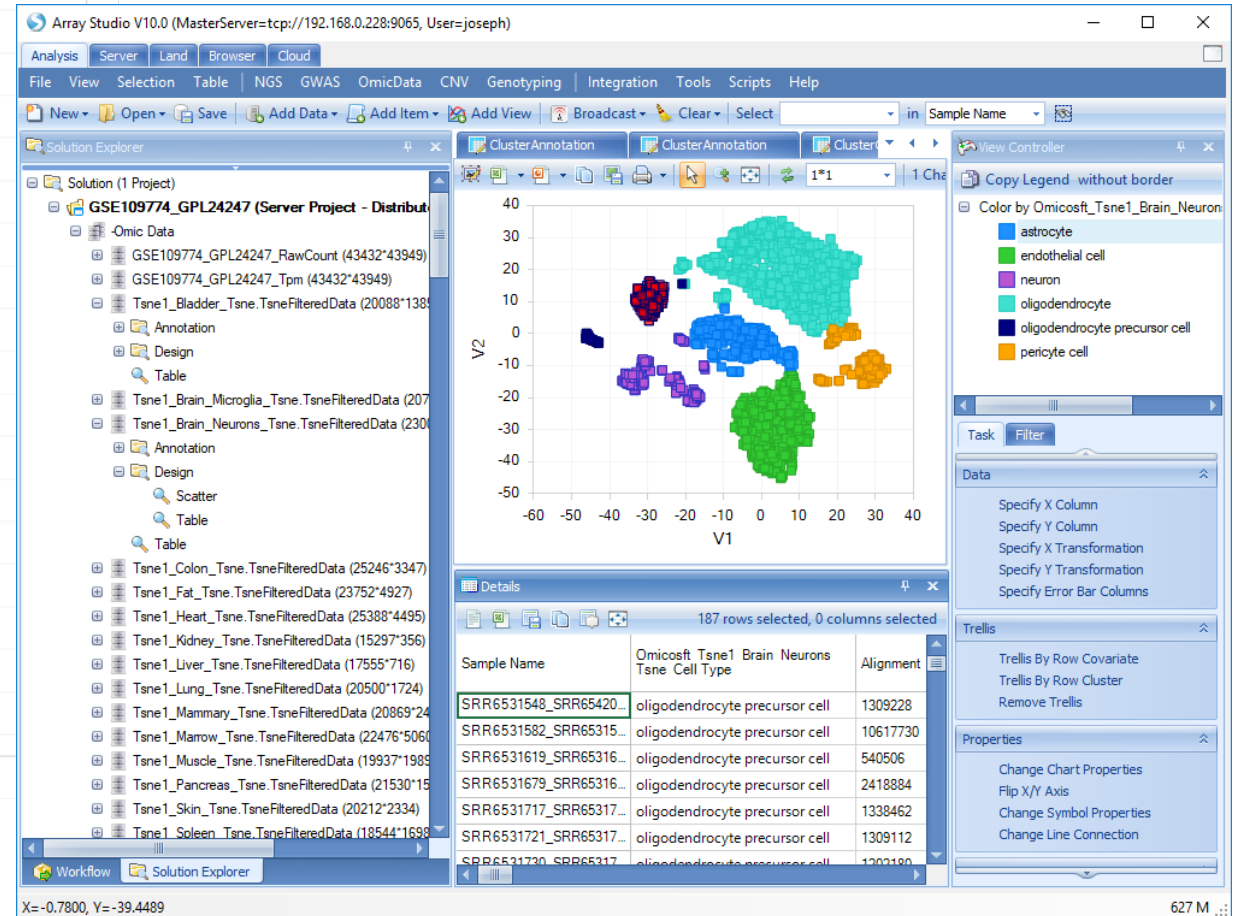 Array Studio V10.0 (MasterServer=tcp://192.168.0.228:9065, User=joseph)
Analysis Server Land Browser Cloud
File View Selection Table NGS GWAS OmicData CNV Genotyping Integration Tools Scripts Help
New Open Save Add Data Add Item Add View Broadcast Clear Select in Sample Name
Solution Explorer
Solution (1 Project)
GSE109774_GPL24247 (Server Project - Distribut
-Omic Data
GSE109774_GPL24247_RawCount (43432*43949)
GSE109774_GPL24247_Tpm (43432*43949)
Tsne1_Bladder_Tsne.TsneFilteredData (20088*138
Annotation
Design
Table
Tsne1_Brain_Microglia_Tsne.TsneFilteredData (207
Tsne1_Brain_Neurons_Tsne.TsneFilteredData (230
Annotation
Design
Scatter
Table
Table
Tsne1_Colon_Tsne.TsneFilteredData (25246*3347)
Tsne1_Fat_Tsne.TsneFilteredData (23752*4927)
Tsne1_Heart_Tsne.TsneFilteredData (25388*4495)
Tsne1_Kidney_Tsne.TsneFilteredData (15297*356)
Tsne1_Liver_Tsne.TsneFilteredData (17555*716)
Tsne1_Lung_Tsne.TsneFilteredData (20500*1724)
Tsne1_Mammary_Tsne.TsneFilteredData (20869*24
Tsne1_Marrow_Tsne.TsneFilteredData (22476*5060
Tsne1_Muscle_Tsne.TsneFilteredData (19937*1989
Tsne1_Pancreas_Tsne.TsneFilteredData (21530*15
Tsne1_Skin_Tsne.TsneFilteredData (20212*2334)
Tsne1_Spleen_Tsne.TsneFilteredData (18544*1698
Workflow Solution Explorer
X=-0.7800, Y=-39.4489
ClusterAnnotation ClusterAnnotation Cluster
1*1 1 Cha
40
30
20
10
0
-10
-20
-30
-40
-50
V2
-60 -50 -40 -30 -20 -10 0 10 20 30 40
V1
Details
187 rows selected, 0 columns selected
Sample Name Omicosft Tsne1 Brain Neurons Tsne Cell Type Alignment
SRR6531548_SRR65420... oligodendrocyte precursor cell 1309228
SRR6531582_SRR65315... oligodendrocyte precursor cell 10617730
SRR6531619_SRR65316... oligodendrocyte precursor cell 540506
SRR6531679_SRR65316... oligodendrocyte precursor cell 2418884
SRR6531717_SRR65317... oligodendrocyte precursor cell 1338462
SRR6531721_SRR65317... oligodendrocyte precursor cell 1309112
SRR6531730_SRR65317 oligodendrocyte precursor cell 1202180
View Controller
Copy Legend without border
Color by Omicosft_Tsne1_Brain_Neuron
astrocyte
endothelial cell
neuron
oligodendrocyte
oligodendrocyte precursor cell
pericyte cell
Task Filter
Data
Specify X Column
Specify Y Column
Specify X Transformation
Specify Y Transformation
Specify Error Bar Columns
Trellis
Trellis By Row Covariate
Trellis By Row Cluster
Remove Trellis
Properties
Change Chart Properties
Flip X/Y Axis
Change Symbol Properties
Change Line Connection
627 M